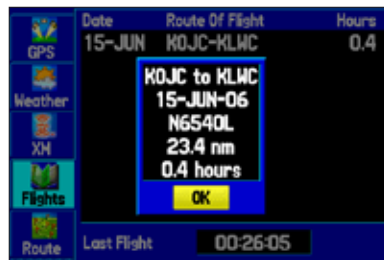 Date Route Of Flight Hours
15-JUN KOJC-KLWC 0.4
GPS
Weather
XM
Flights
Route
KOJC to KLWC
15-JUN-06
N6540L
23.4 nm
0.4 hours
OK
Last Flight 00:26:05